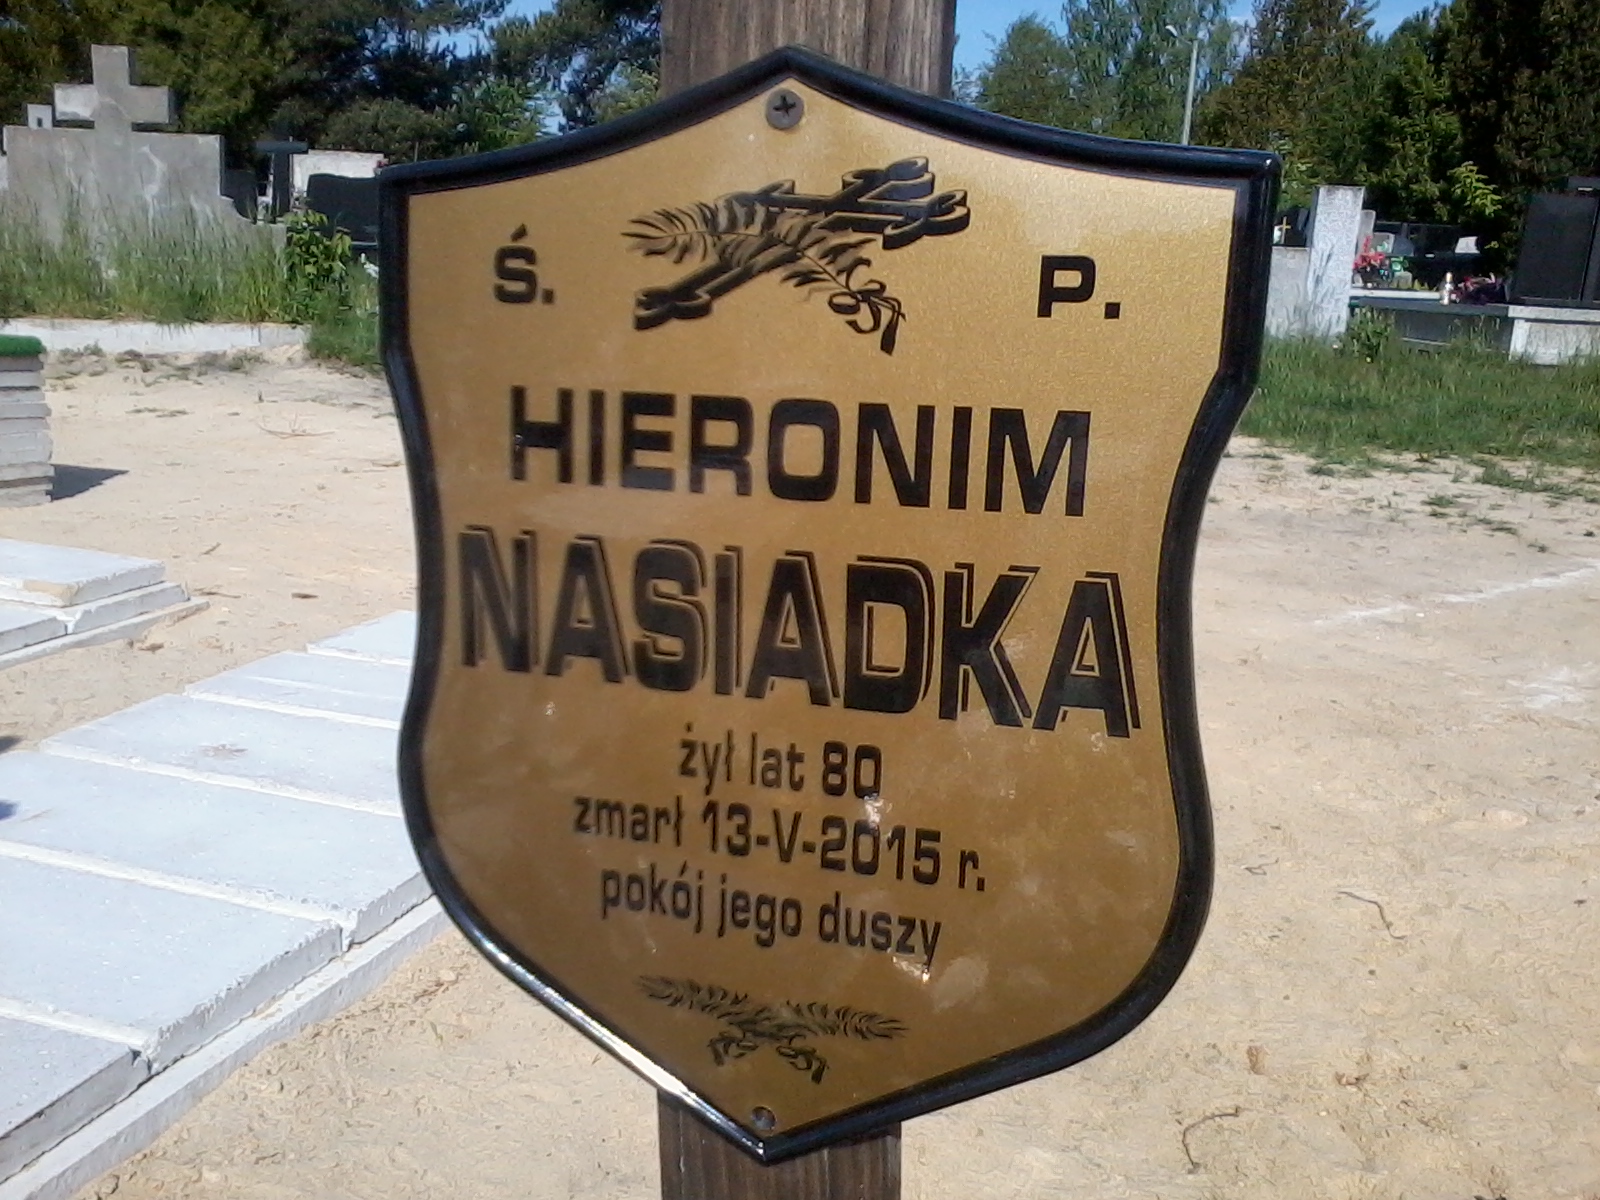 Ś. P.
HIERONIM
NASIADKA
żył lat 80
zmarł 13-V-2015 r.
pokój jego duszy